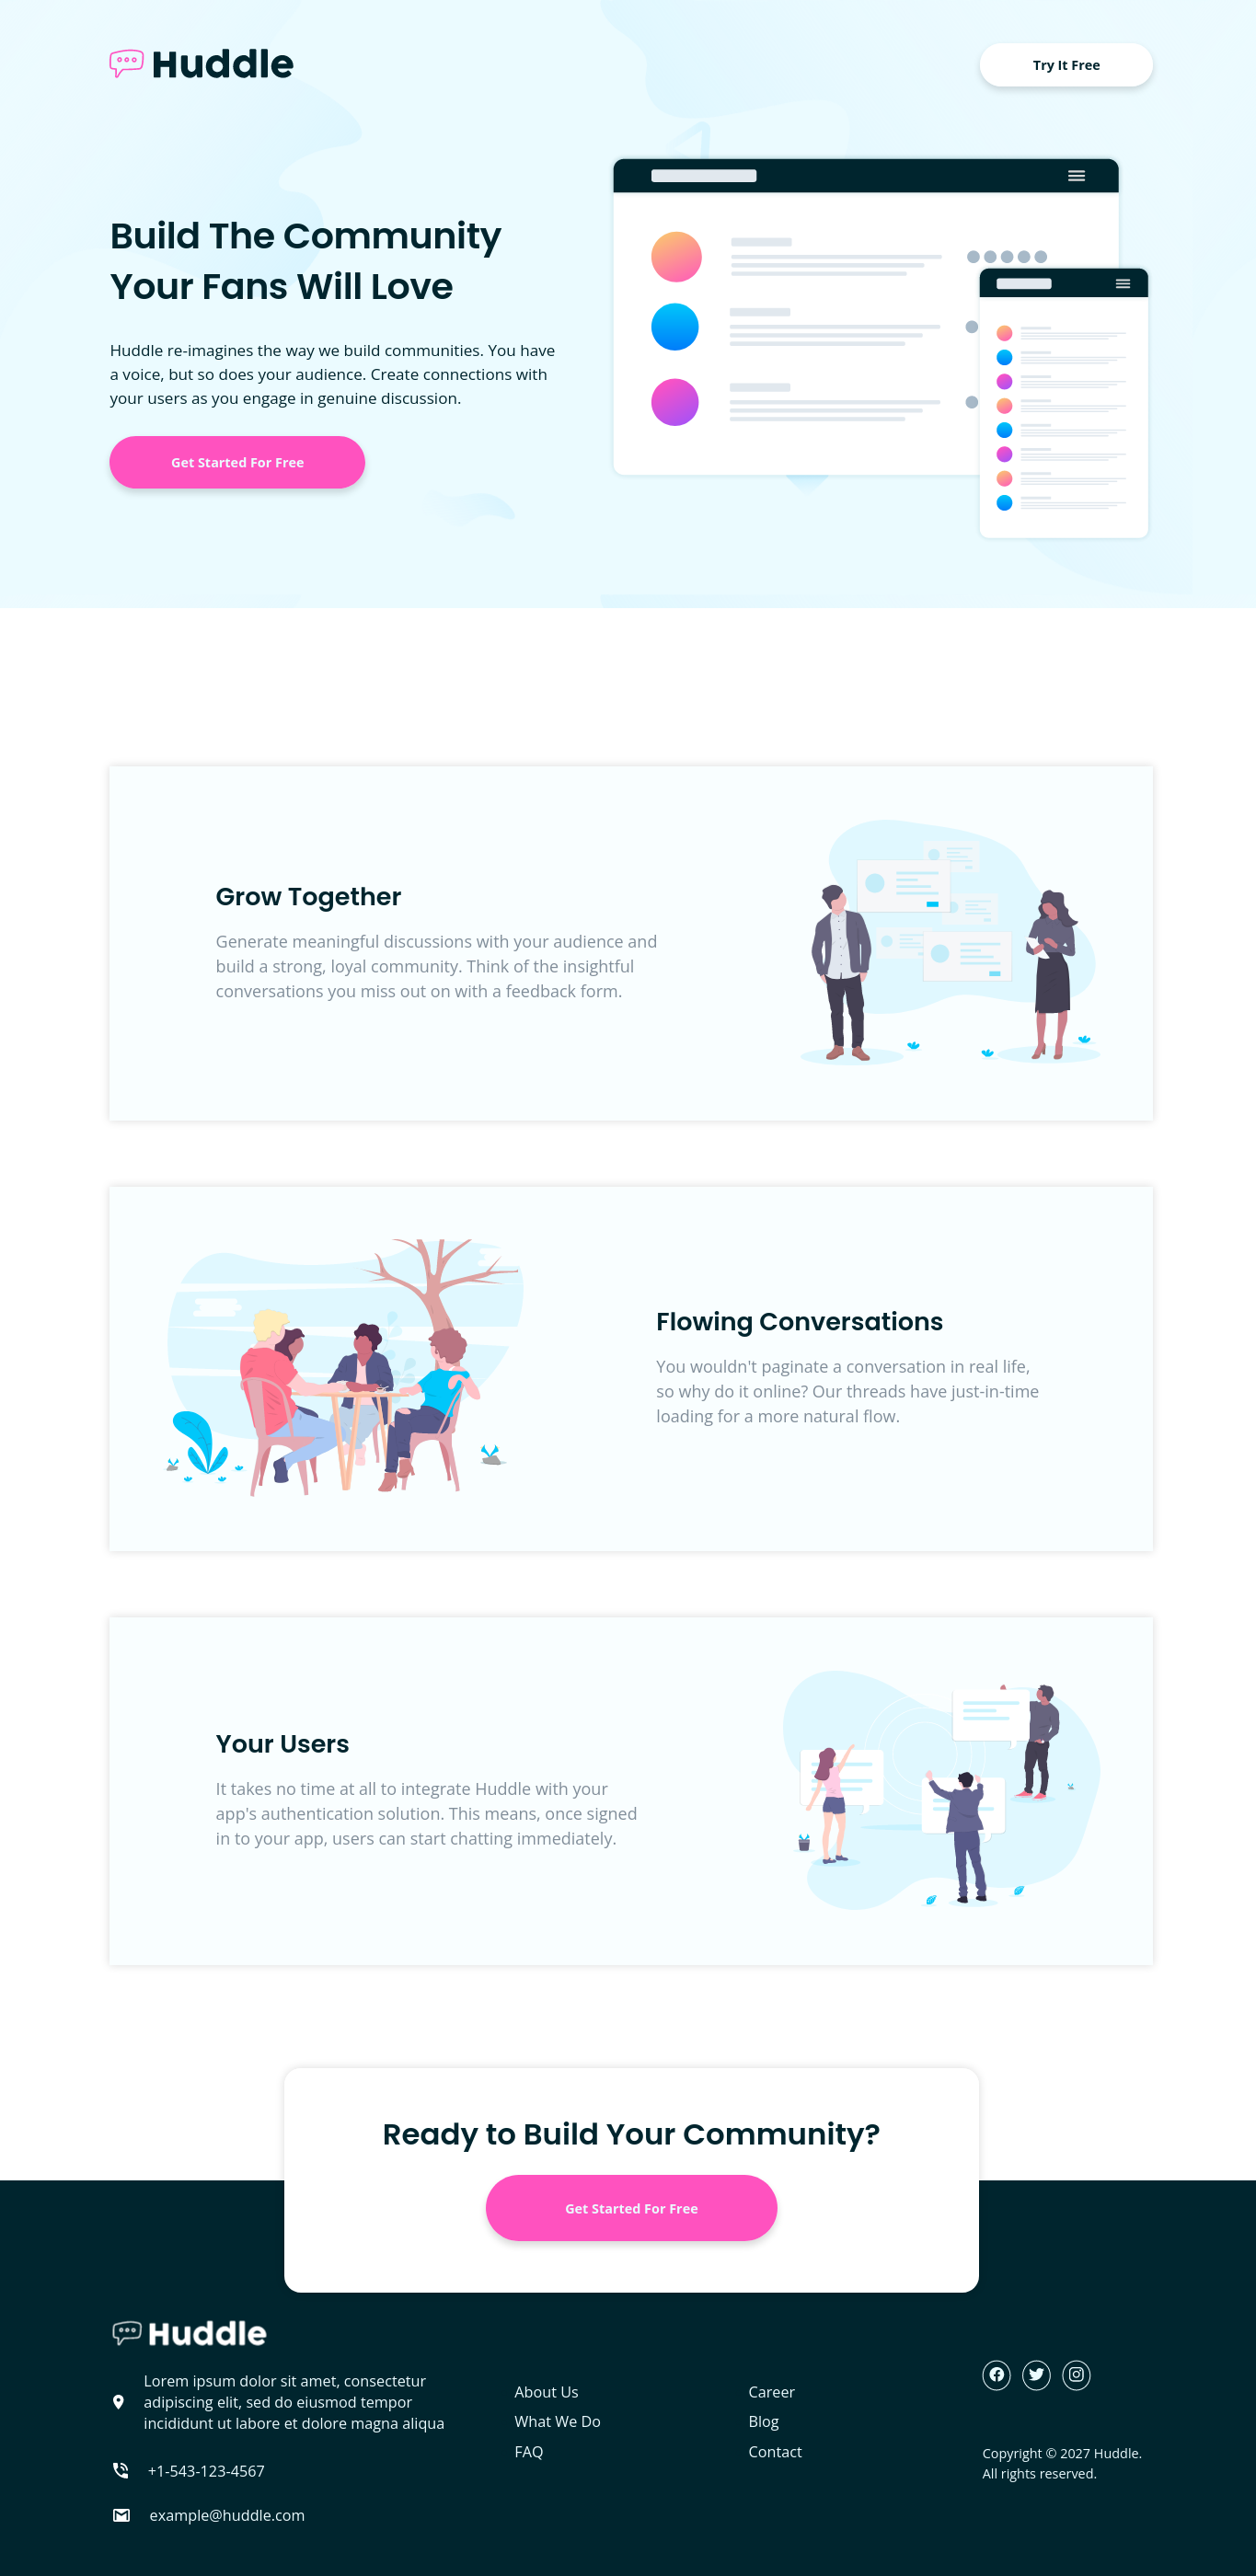 Huddle
Try It Free
Build The Community
Your Fans Will Love
Huddle re-imagines the way we build communities. You have
a voice, but so does your audience. Create connections with
your users as you engage in genuine discussion.
Get Started For Free
Grow Together
Generate meaningful discussions with your audience and
build a strong, loyal community. Think of the insightful
conversations you miss out on with a feedback form.
Flowing Conversations
You wouldn't paginate a conversation in real life,
so why do it online? Our threads have just-in-time
loading for a more natural flow.
Your Users
It takes no time at all to integrate Huddle with your
app's authentication solution. This means, once signed
in to your app, users can start chatting immediately.
Ready to Build Your Community?
Get Started For Free
Huddle
Lorem ipsum dolor sit amet, consectetur
adipiscing elit, sed do eiusmod tempor
incididunt ut labore et dolore magna aliqua
+1-543-123-4567
example@huddle.com
About Us
What We Do
FAQ
Career
Blog
Contact
Copyright © 2027 Huddle.
All rights reserved.